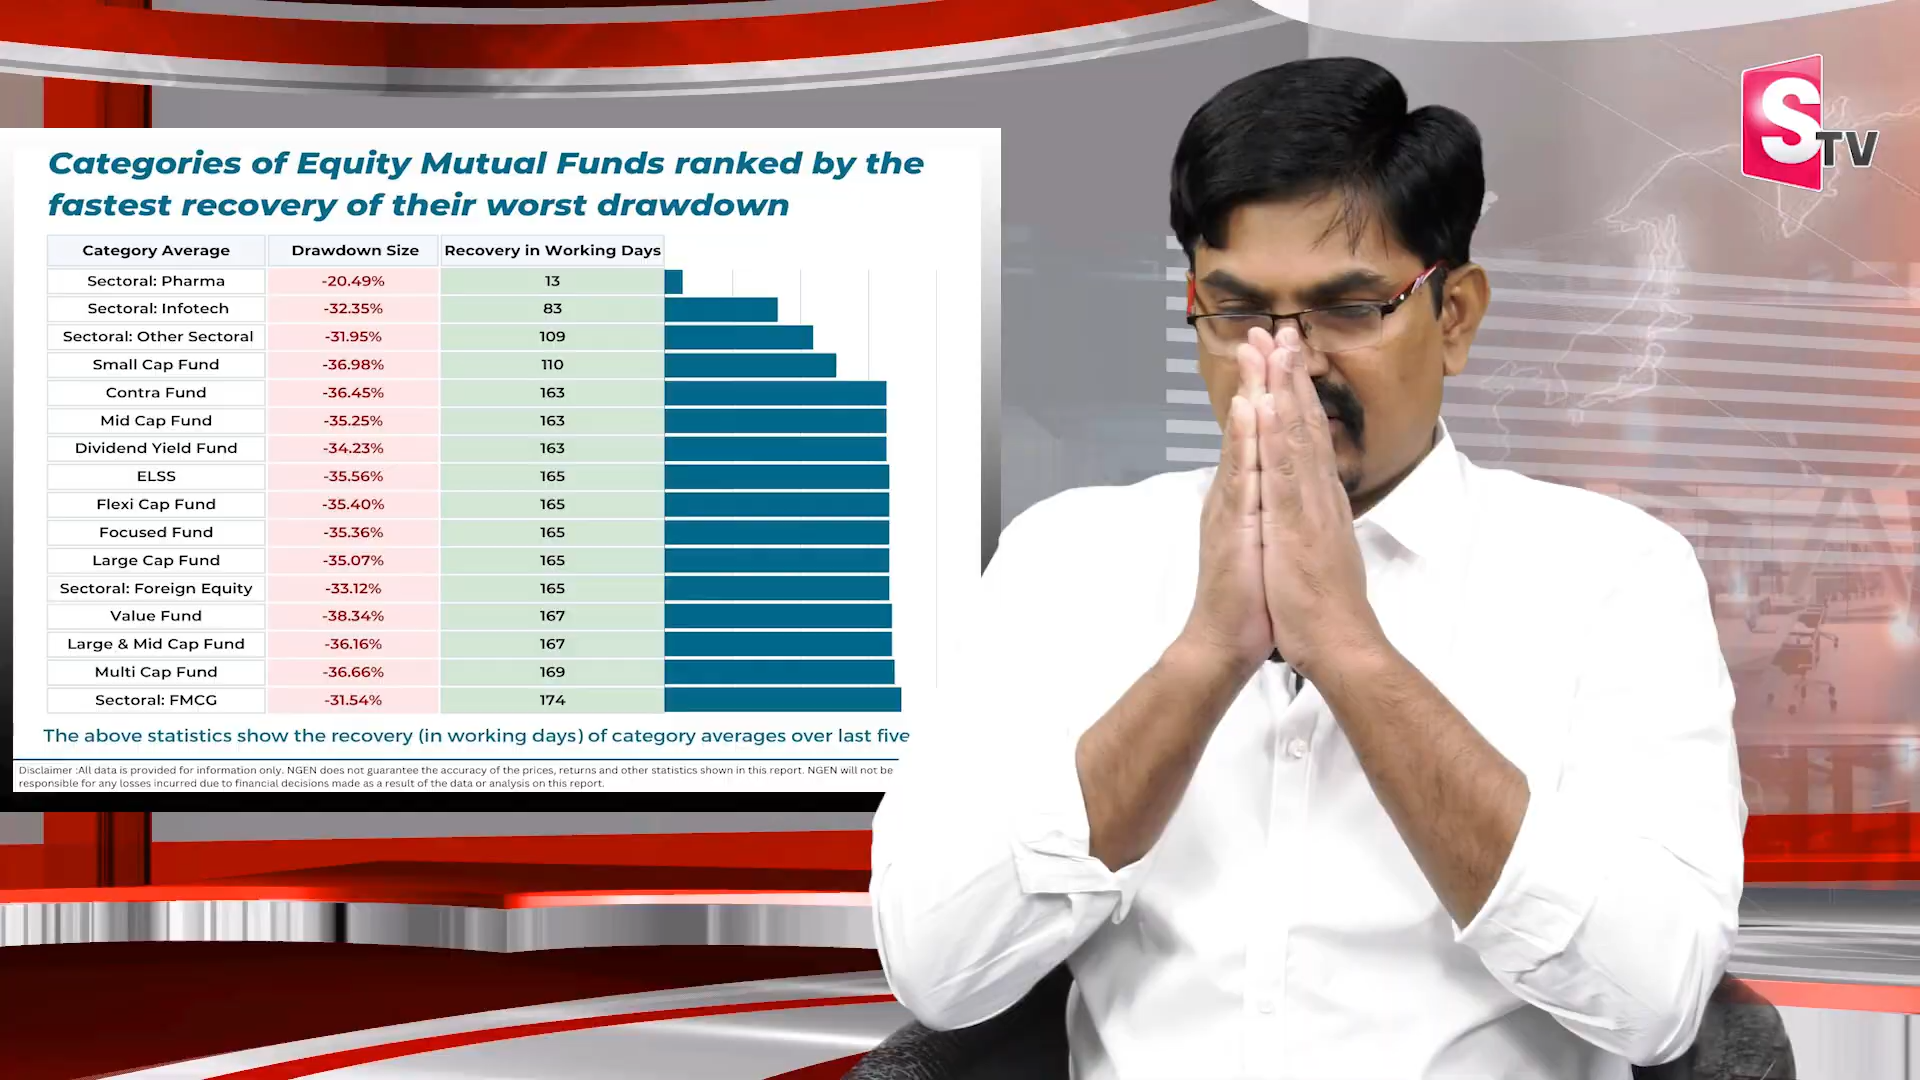 Categories of Equity Mutual Funds ranked by the
fastest recovery of their worst drawdown
Category Average Drawdown Size Recovery in Working Days
Sectoral: Pharma -20.49% 13
Sectoral: Infotech -32.35% 83
Sectoral: Other Sectoral -31.95% 109
Small Cap Fund -36.98% 110
Contra Fund -36.45% 163
Mid Cap Fund -35.25% 163
Dividend Yield Fund -34.23% 163
ELSS -35.56% 165
Flexi Cap Fund -35.40% 165
Focused Fund -35.36% 165
Large Cap Fund -35.07% 165
Sectoral: Foreign Equity -33.12% 165
Value Fund -38.34% 167
Large & Mid Cap Fund -36.16% 167
Multi Cap Fund -36.66% 169
Sectoral: FMCG -31.54% 174
The above statistics show the recovery (in working days) of category averages over last five
Disclaimer :All data is provided for information only. NGEN does not guarantee the accuracy of the prices, returns and other statistics shown in this report. NGEN will not be
responsible for any losses incurred due to financial decisions made as a result of the data or analysis on this report.
S TV